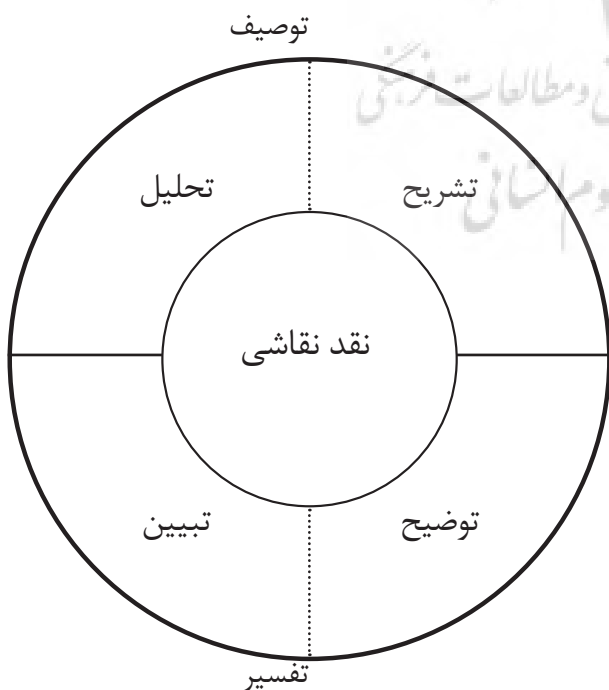 توصیف
تشریح
تحلیل
نقد نقاشی
توضیح
تبیین
تفسیر